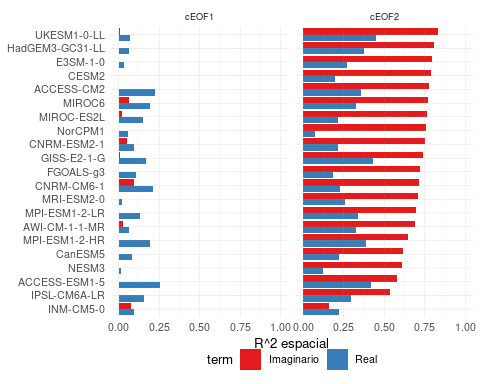 cEOF1 cEOF2
UKESM1-0-LL
HadGEM3-GC31-LL
E3SM-1-0
CESM2
ACCESS-CM2
MIROC6
MIROC-ES2L
NorCPM1
CNRM-ESM2-1
GISS-E2-1-G
FGOALS-g3
CNRM-CM6-1
MRI-ESM2-0
MPI-ESM1-2-LR
AWI-CM-1-1-MR
MPI-ESM1-2-HR
CanESM5
NESM3
ACCESS-ESM1-5
IPSL-CM6A-LR
INM-CM5-0
0.00 0.25 0.50 0.75 1.00 0.00 0.25 0.50 0.75 1.00
R^2 espacial
term Imaginario Real